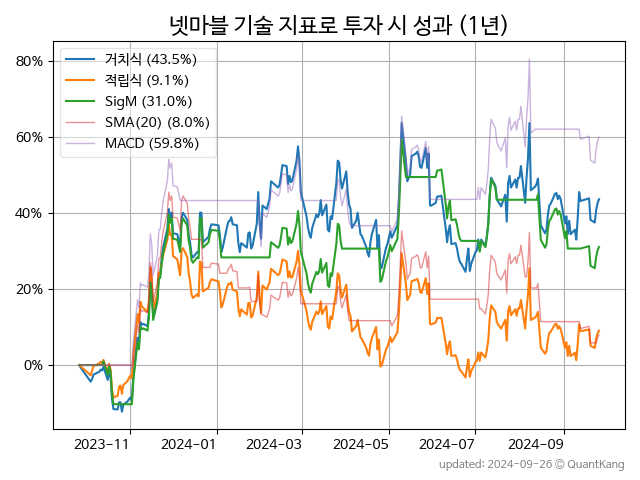 넷마블 기술 지표로 투자 시 성과 (1년)
80%
60%
40%
20%
0%
거치식 (43.5%)
적립식 (9.1%)
SigM (31.0%)
SMA(20) (8.0%)
MACD (59.8%)
2023-11 2024-01 2024-03 2024-05 2024-07 2024-09
updated: 2024-09-26 © QuantKang